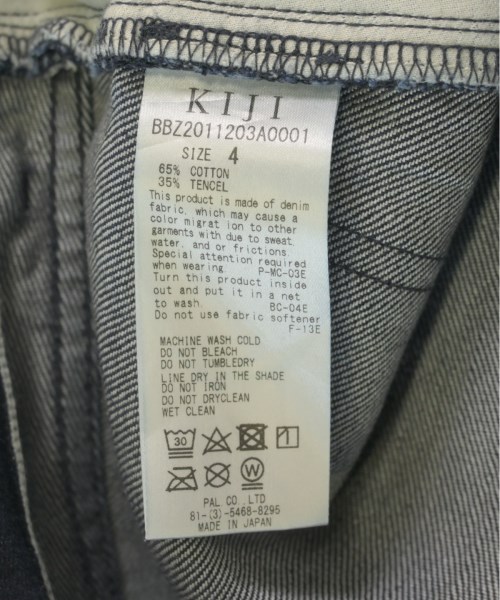 KIJI
BBZ2011203A0001
SIZE 4
65% COTTON
35% TENCEL
This product is made of denim
fabric, which may cause a
color migrat ion to other
garments with due to sweat,
water, and or frictions.
Special attention required
when wearing. P-MC-03E
Turn this product inside
out and put it in a net
to wash. BC-04E
Do not use fabric softener
F-13E
MACHINE WASH COLD
DO NOT BLEACH
DO NOT TUMBLEDRY
LINE DRY IN THE SHADE
DO NOT IRON
DO NOT DRYCLEAN
WET CLEAN
30
W
PAL CO.,LTD
81-(3)-5468-8295
MADE IN JAPAN